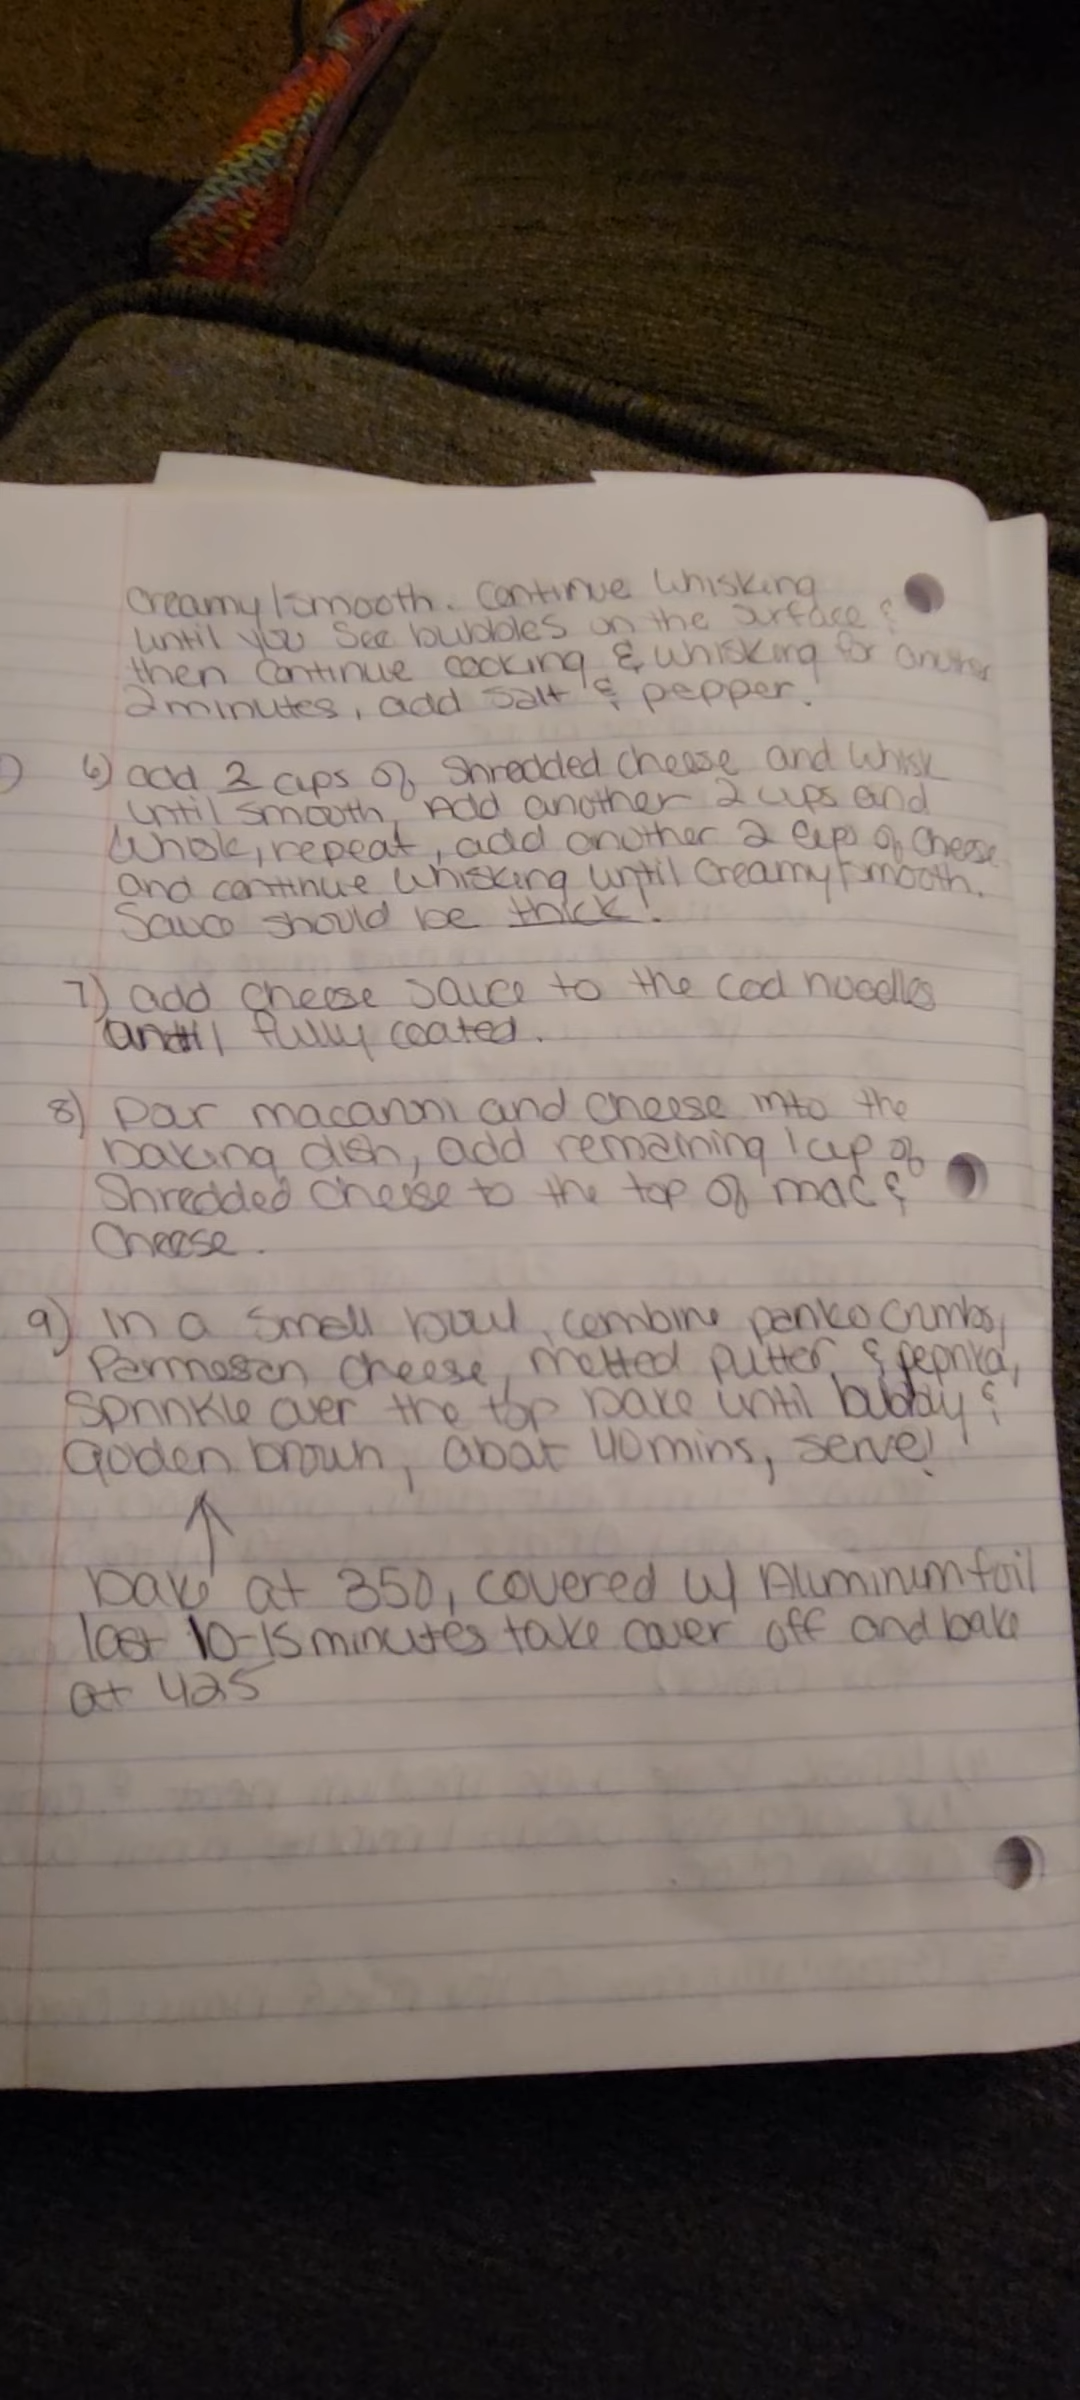 creamy/smooth. Continue whisking
until you see bubbles on the surface &
then continue cooking & whisking for another
2 minutes, add salt & pepper.
6) add 2 cups of shredded cheese and whisk
until smooth, Add another 2 cups and
whisk, repeat, add another 2 cups of cheese
and continue whisking until creamy/smooth.
Sauce should be thick!
7) add cheese sauce to the cool noodles
until fully coated.
8) Pour macaroni and cheese into the
baking dish, add remaining 1 cup of
shredded cheese to the top of mac &
cheese.
9) In a small bowl, combine panko crumbs,
Parmesan cheese, melted butter & peprika,
sprinkle over the top bake until bubbly &
golden brown, about 40 mins, serve!
↑
bake at 350, covered w/ Aluminum foil
last 10-15 minutes take cover off and bake
at 425